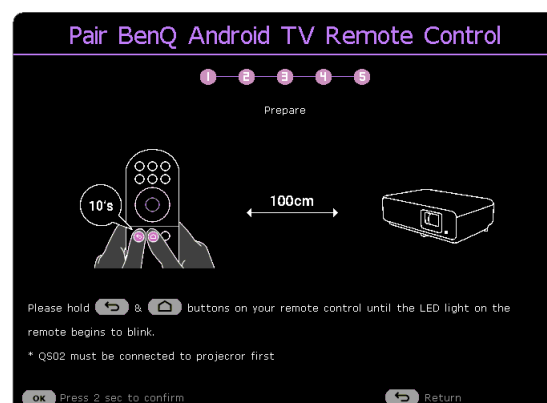 Pair BenQ Android TV Remote Control
1 2 3 4 5
Prepare
10's
100cm
Please hold & buttons on your remote control until the LED light on the
remote begins to blink.
* QS02 must be connected to projecror first
OK Press 2 sec to confirm
Return